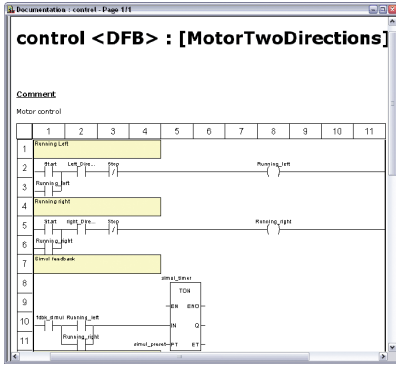 Documentation : control - Page 1/1
control <DFB> : [MotorTwoDirections]
Comment
Motor control
1 2 3 4 5 6 7 8 9 10 11
1 Running Left
2 Start Left_Dire... Stop Running_left
3 Running_left
4 Running right
5 Start right_Dire... Stop Running_right
6 Running_right
7 Simul feedback
8 simul_timer
TON
9 EN ENO
10 fdbk_simul Running_left IN Q
11 Running_right simul_preset PT ET